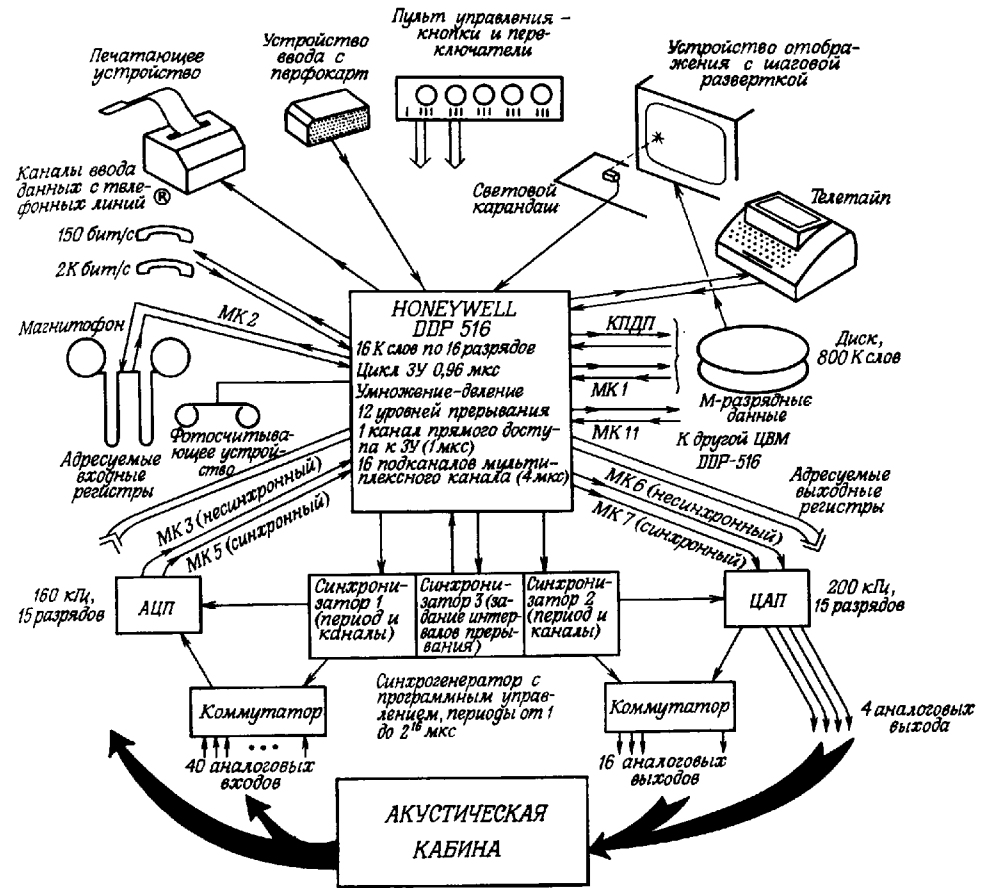 Печатающее
устройство
Устройство
ввода с
перфокарт
Пульт управления –
кнопки и пере-
ключатели
Устройство отобра-
жения с шаговой
разверткой
Каналы ввода
данных с теле-
фонных линий ®
150 бит/с
2К бит/с
Световой
карандаш
Телетайп
Магнитофон
МК 2
HONEYWELL
DDP 516
16 К слов по 16 разрядов
Цикл ЗУ 0,96 мкс
Умножение-деление
12 уровней прерывания
1 канал прямого досту-
па к ЗУ (1 мкс)
16 подканалов мульти-
плексного канала (4 мкс)
КПДП
МК 1
МК 11
Диск,
800 К слов
М-разрядные
данные
К другой ЦВМ
DDP-516
Фотосчитыва-
ющее устрой-
ство
Адресуемые
входные
регистры
МК 3 (несинхронный)
МК 5 (синхронный)
МК 6 (несинхронный)
МК 7 (синхронный)
Адресуемые
выходные
регистры
160 кГц,
15 разрядов
АЦП
Синхрони-
затор 1
(период и
каналы)
Синхрони-
затор 3 (за-
дание интер-
валов преры-
вания)
Синхрони-
затор 2
(период и
каналы)
ЦАП
200 кГц,
15 разрядов
Коммутатор
40 аналоговых
входов
Синхрогенератор с
программным управ-
лением, периоды от 1
до 2¹⁶ мкс
Коммутатор
16 аналоговых
выходов
4 аналоговых
выхода
АКУСТИЧЕСКАЯ
КАБИНА